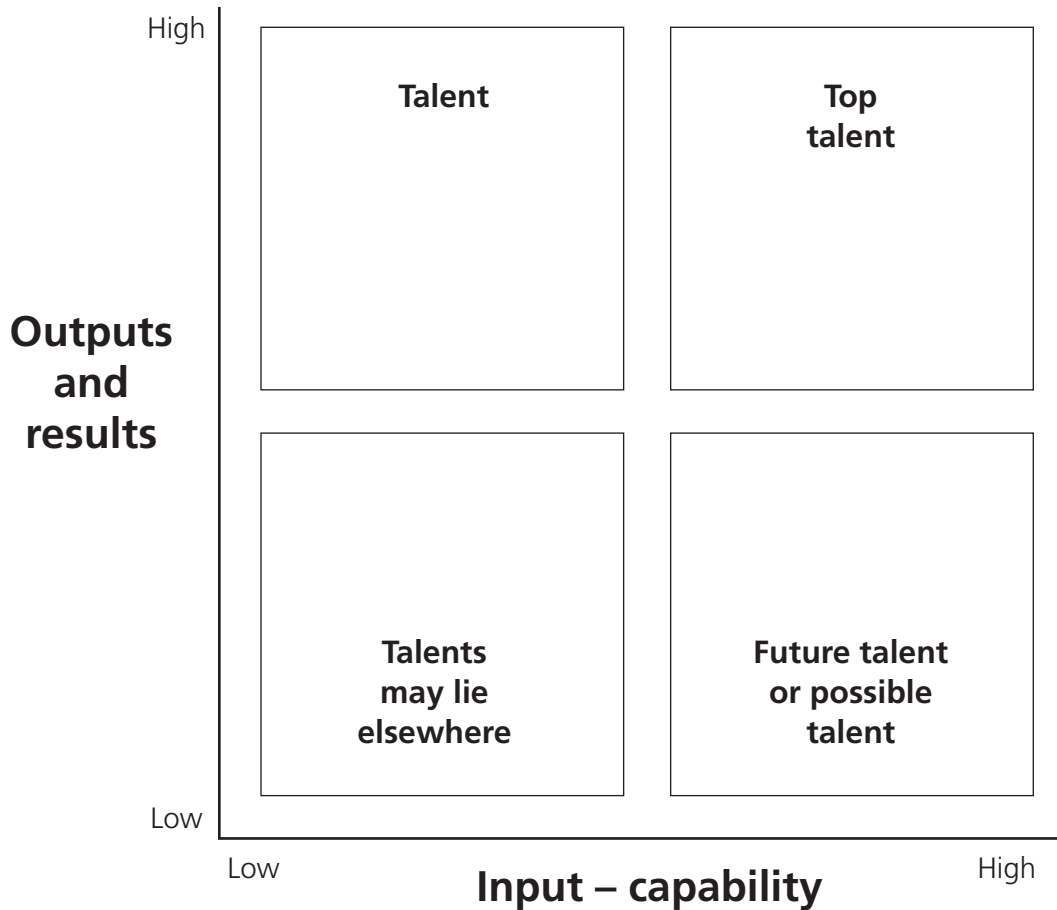 High
Talent
Top
talent
Outputs
and
results
Talents
may lie
elsewhere
Future talent
or possible
talent
Low
Low
High
Input – capability